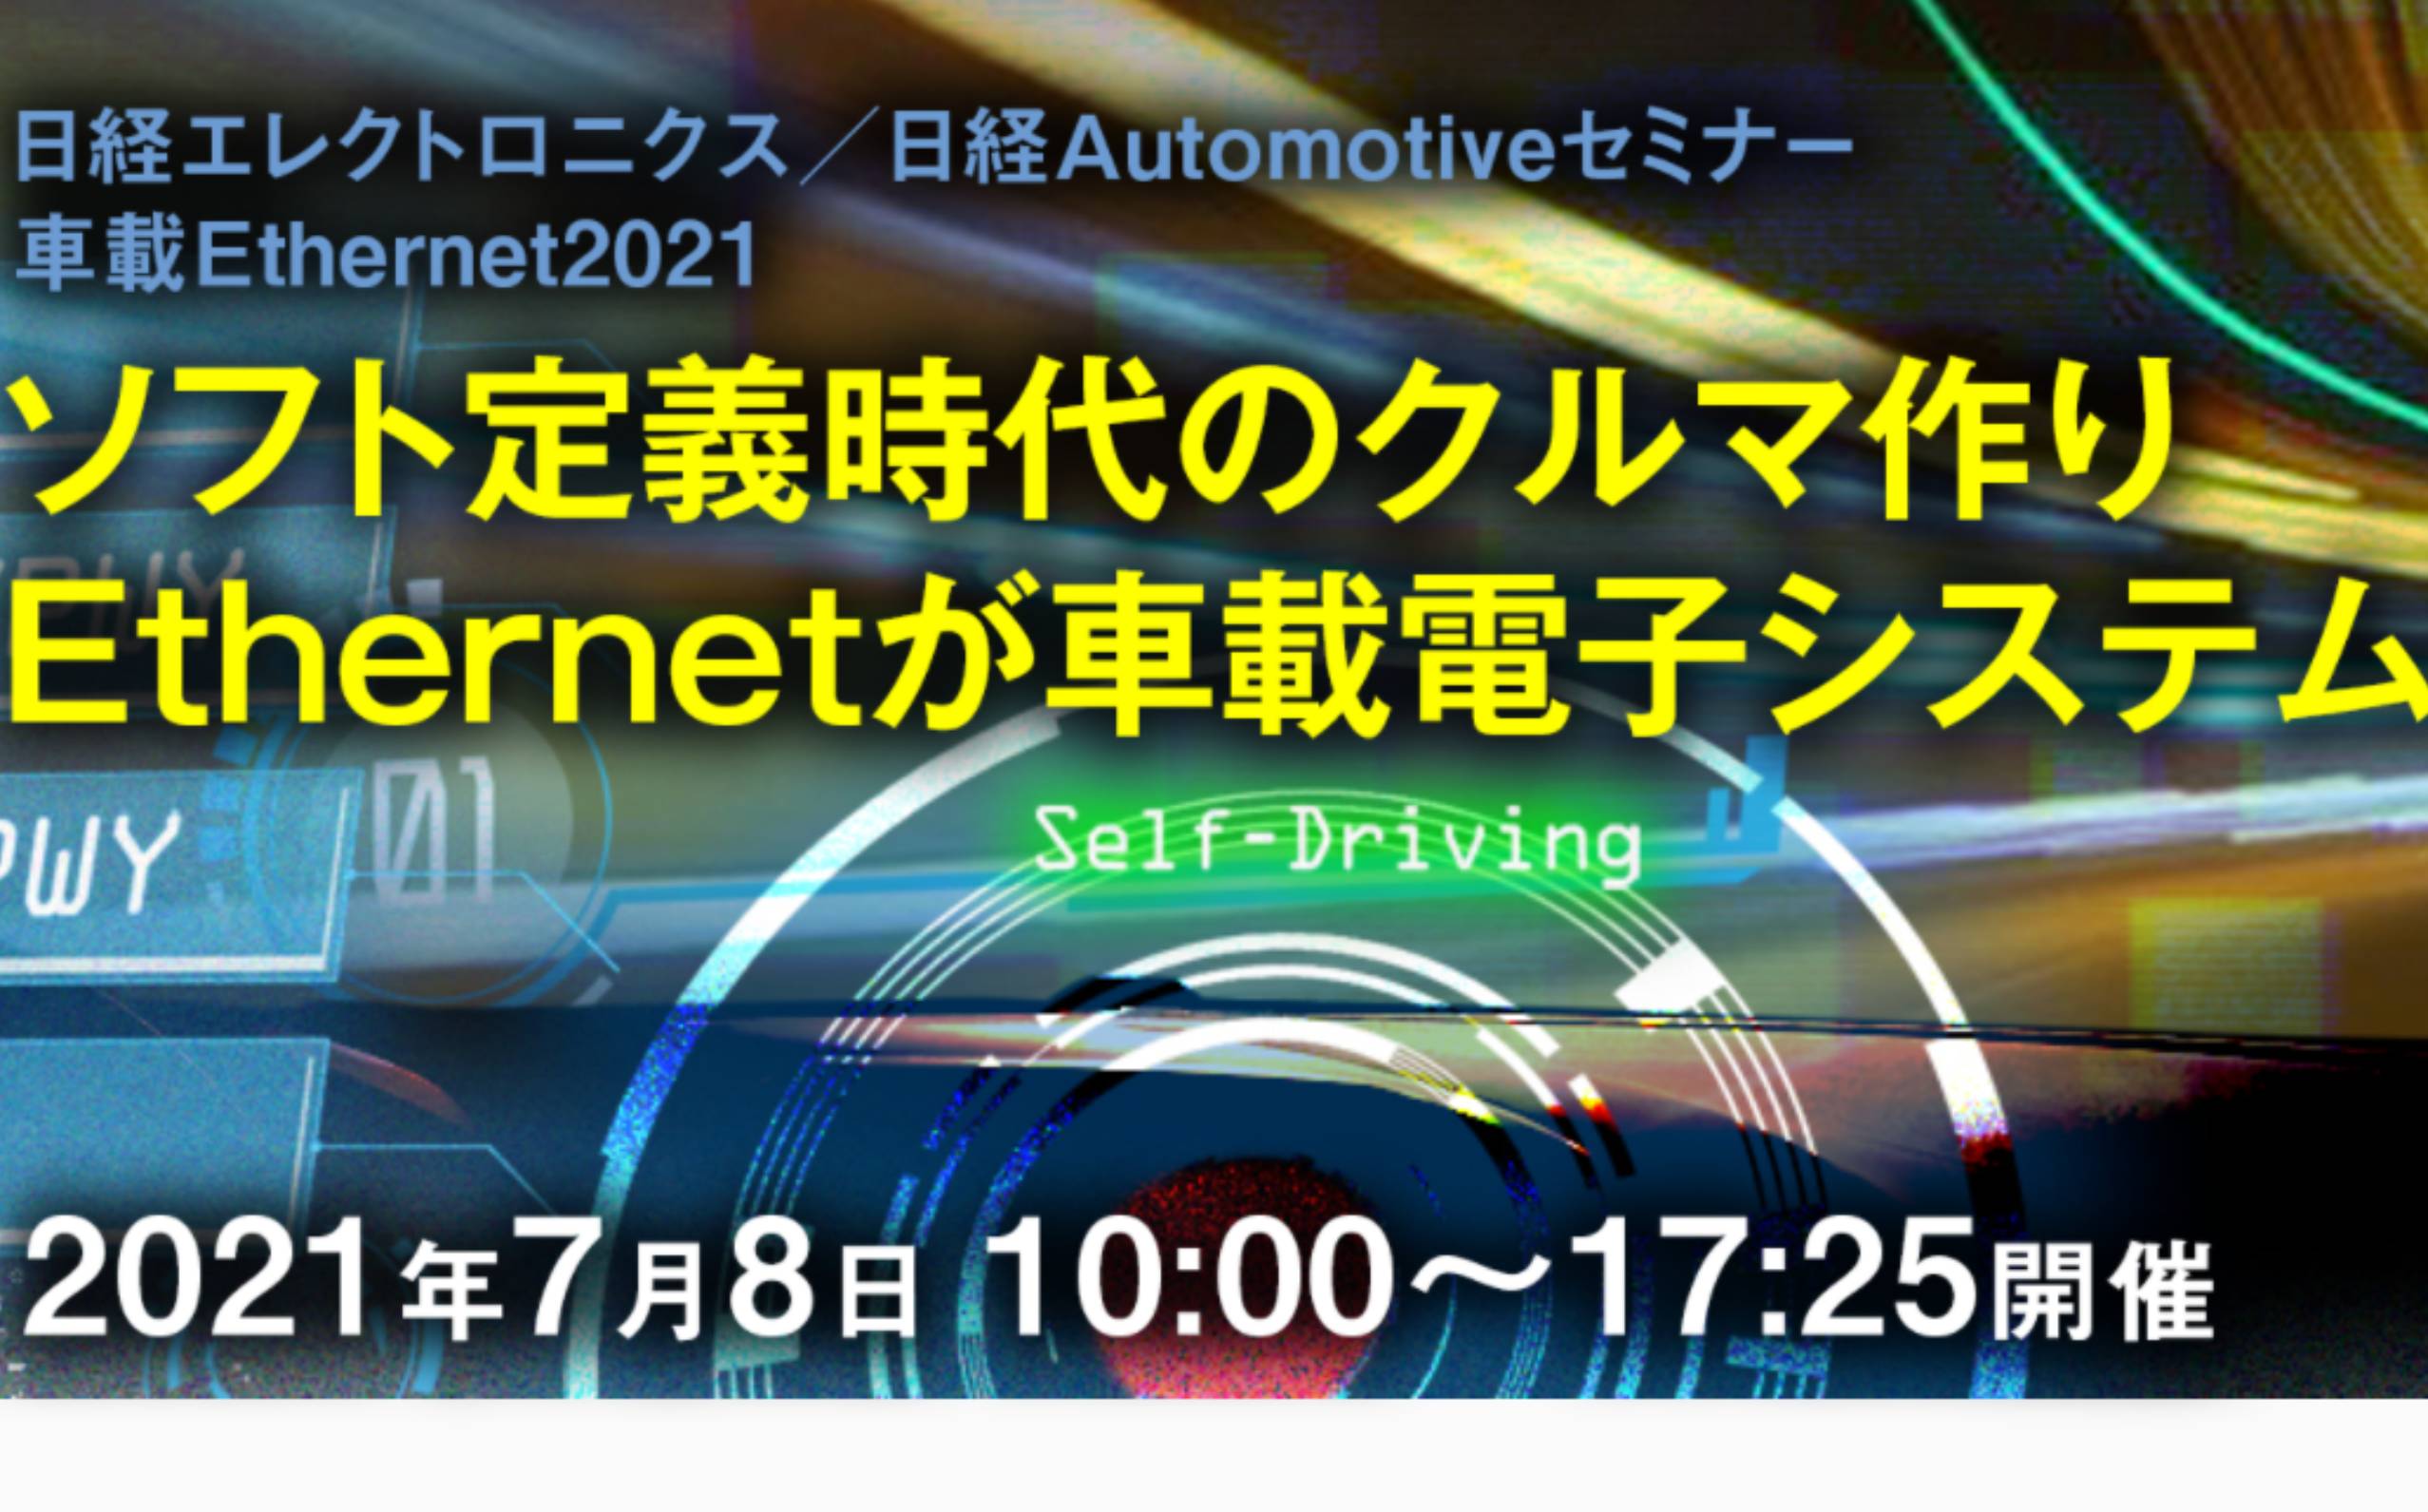 日経エレクトロニクス／日経Automotiveセミナー
車載Ethernet2021
ソフト定義時代のクルマ作り
Ethernetが車載電子システム
01
PWY
Self-Driving
2021年7月8日 10:00〜17:25開催